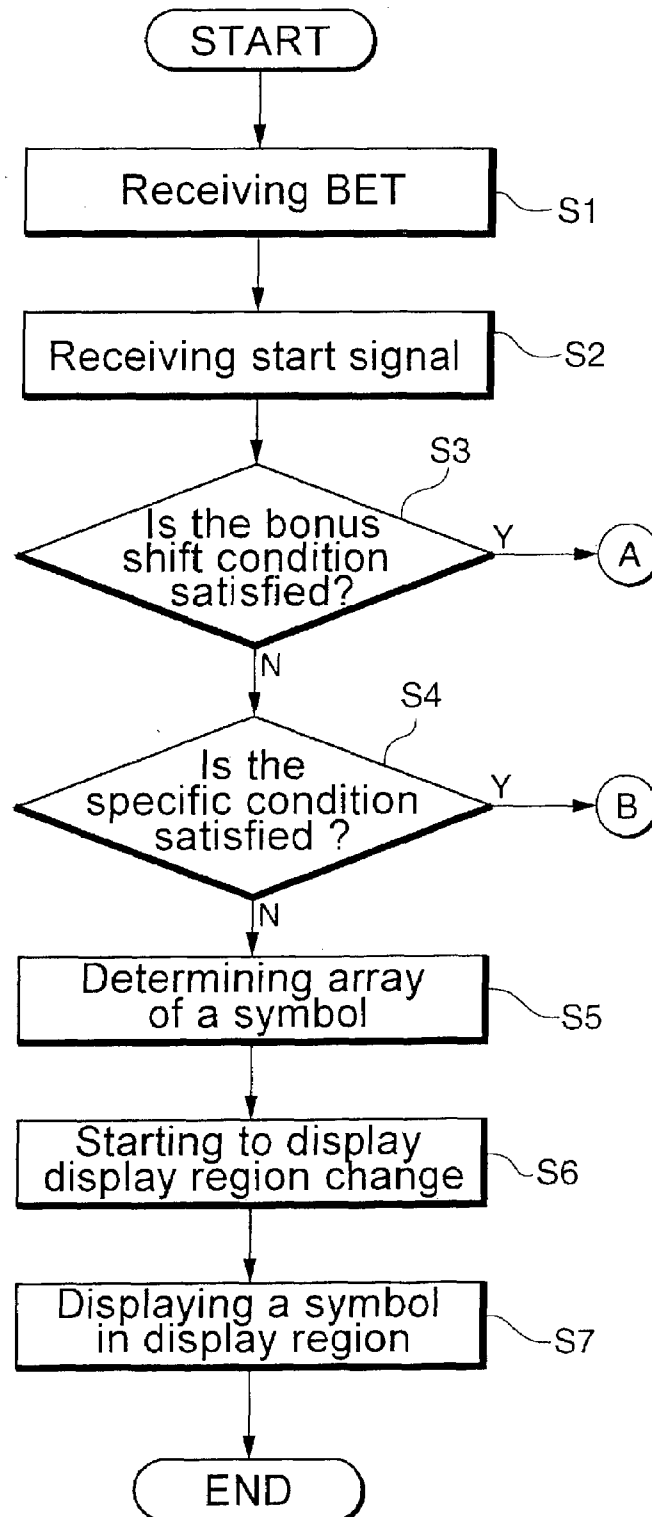 START
Receiving BET
S1
Receiving start signal
S2
S3
Is the bonus
shift condition
satisfied?
Y
A
N
S4
Is the
specific condition
satisfied ?
Y
B
N
Determining array
of a symbol
S5
Starting to display
display region change
S6
Displaying a symbol
in display region
S7
END